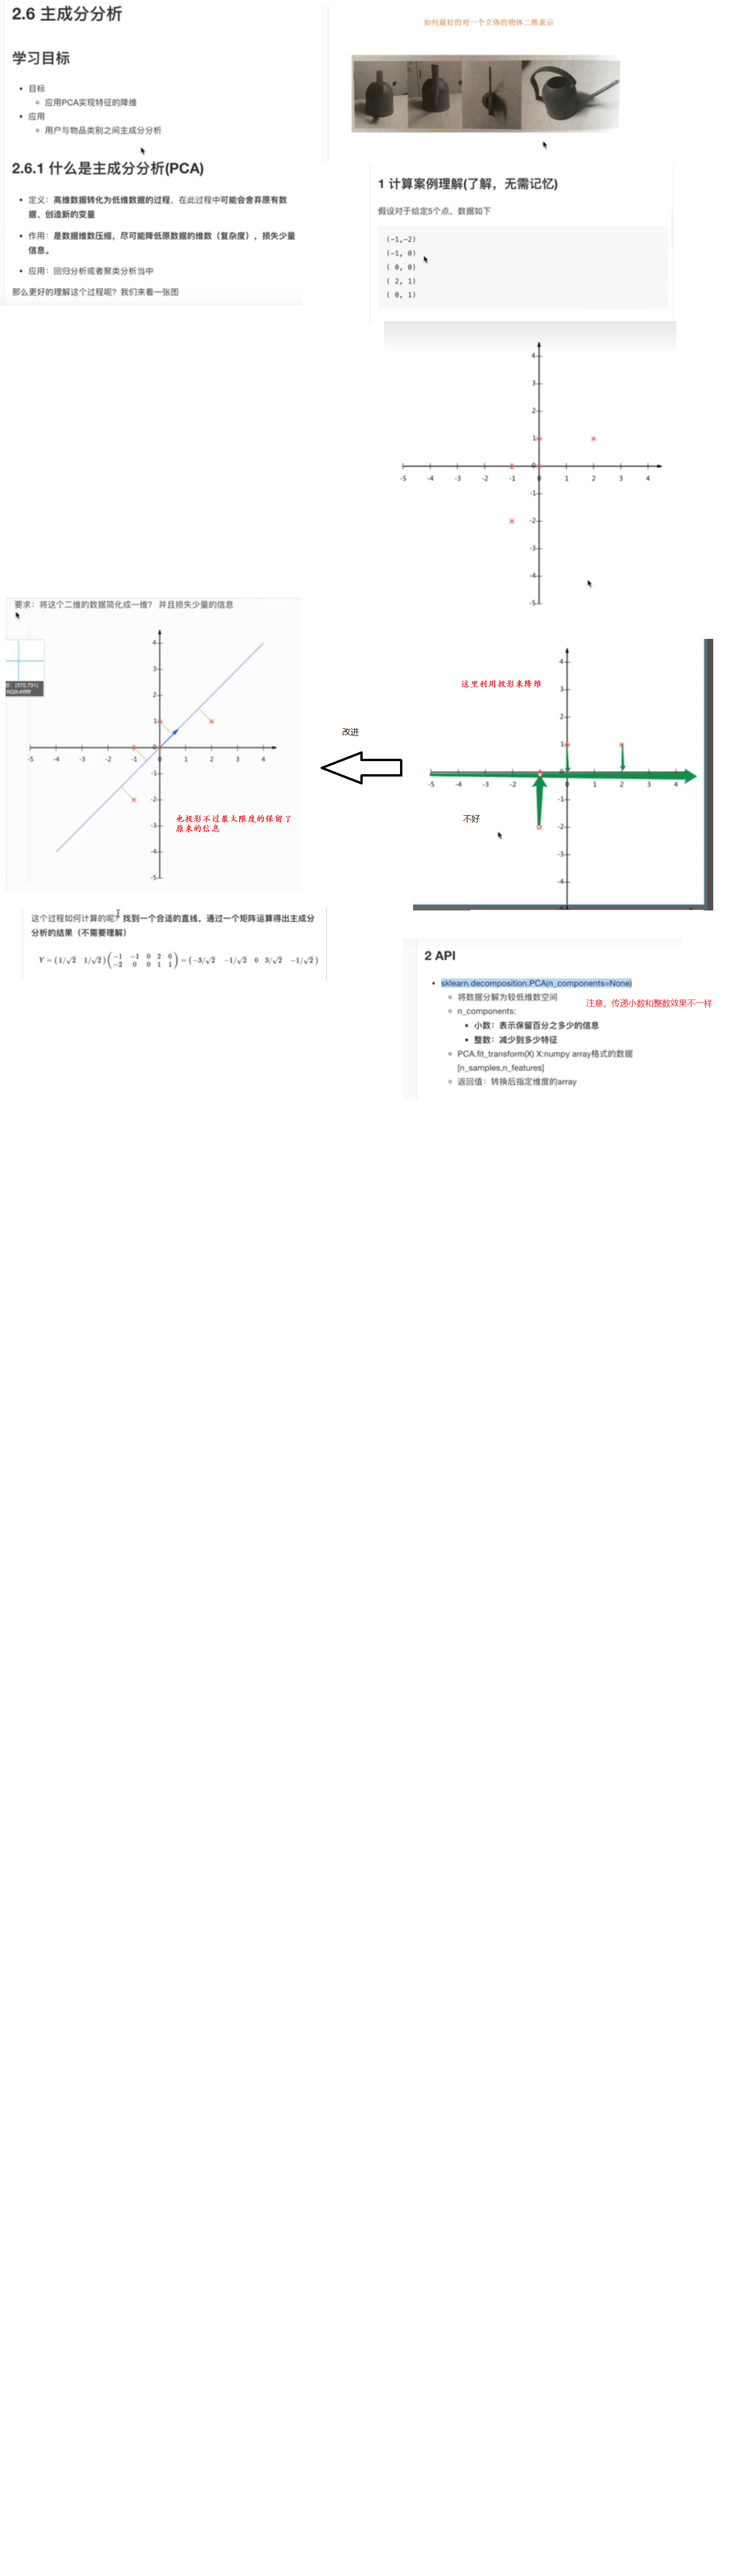 2.6 主成分分析
学习目标
• 目标
◦ 应用PCA实现特征的降维
• 应用
◦ 用户与物品类别之间主成分分析
2.6.1 什么是主成分分析(PCA)
• 定义：高维数据转化为低维数据的过程，在此过程中可能会舍弃原有数
据、创造新的变量
• 作用：是数据维数压缩，尽可能降低原数据的维数（复杂度），损失少量
信息。
• 应用：回归分析或者聚类分析当中
那么更好的理解这个过程呢？我们来看一张图
如何最好的对一个立体的物体二维表示
1 计算案例理解(了解，无需记忆)
假设对于给定5个点，数据如下
(-1,-2)
(-1, 0)
( 0, 0)
( 2, 1)
( 0, 1)
4
3
2
1
0
-5 -4 -3 -2 -1 0 1 2 3 4
-1
-2
-3
-4
-5
要求：将这个二维的数据简化成一维？ 并且损失少量的信息
4
3
2
1
0
-5 -4 -3 -2 -1 0 1 2 3 4
-1
-2
-3
-4
-5
也投影不过最大限度的保留了
原来的信息
改进
这里利用投影来降维
4
3
2
1
0
-5 -4 -3 -2 -1 0 1 2 3 4
-1
-2
-3
-4
不好
这个过程如何计算的呢？找到一个合适的直线，通过一个矩阵运算得出主成分
分析的结果（不需要理解）
Y = (1/√2 1/√2) (-1 -1 0 2 0
-2 0 0 1 1) = (-3/√2 -1/√2 0 3/√2 -1/√2)
2 API
• sklearn.decomposition.PCA(n_components=None)
◦ 将数据分解为较低维数空间
注意，传递小数和整数效果不一样
◦ n_components:
▪ 小数：表示保留百分之多少的信息
▪ 整数：减少到多少特征
◦ PCA.fit_transform(X) X:numpy array格式的数据
[n_samples,n_features]
◦ 返回值：转换后指定维度的array